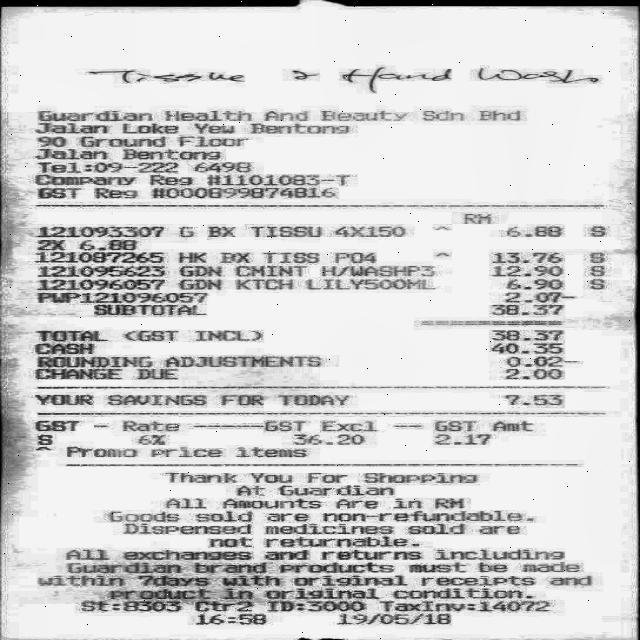 Tissue & Hand Wash
Guardian Health And Beauty Sdn Bhd
Jalan Loke Yew Bentong
90 Ground Floor
Jalan Bentong
Tel:09-222 6498
Company Reg #1101083-T
GST Reg #000899874816
RM
121093307 G BX TISSU 4X150 ^ 6.88 S
2X 6.88
121087265 HK BX TISS PO4 ^ 13.76 S
121095623 GDN CMINT H/WASHP3 12.90 S
121096057 GDN KTCH LILY500ML 6.90 S
PWP121096057 2.07-
SUBTOTAL 38.37
TOTAL (GST INCL) 38.37
CASH 40.35
ROUNDING ADJUSTMENTS 0.02-
CHANGE DUE 2.00
YOUR SAVINGS FOR TODAY 7.53
GST - Rate ------GST Excl -- GST Amt
S 6% 36.20 2.17
^ Promo price items
Thank You For Shopping
At Guardian
All Amounts Are in RM
Goods sold are non-refundable.
Dispensed medicines sold are
not returnable.
All exchanges and returns including
Guardian brand products must be made
within 7days with original receipts and
product in original condition.
St:8303 Ctr2 ID:3000 TaxInv:14072
16:58 19/05/18